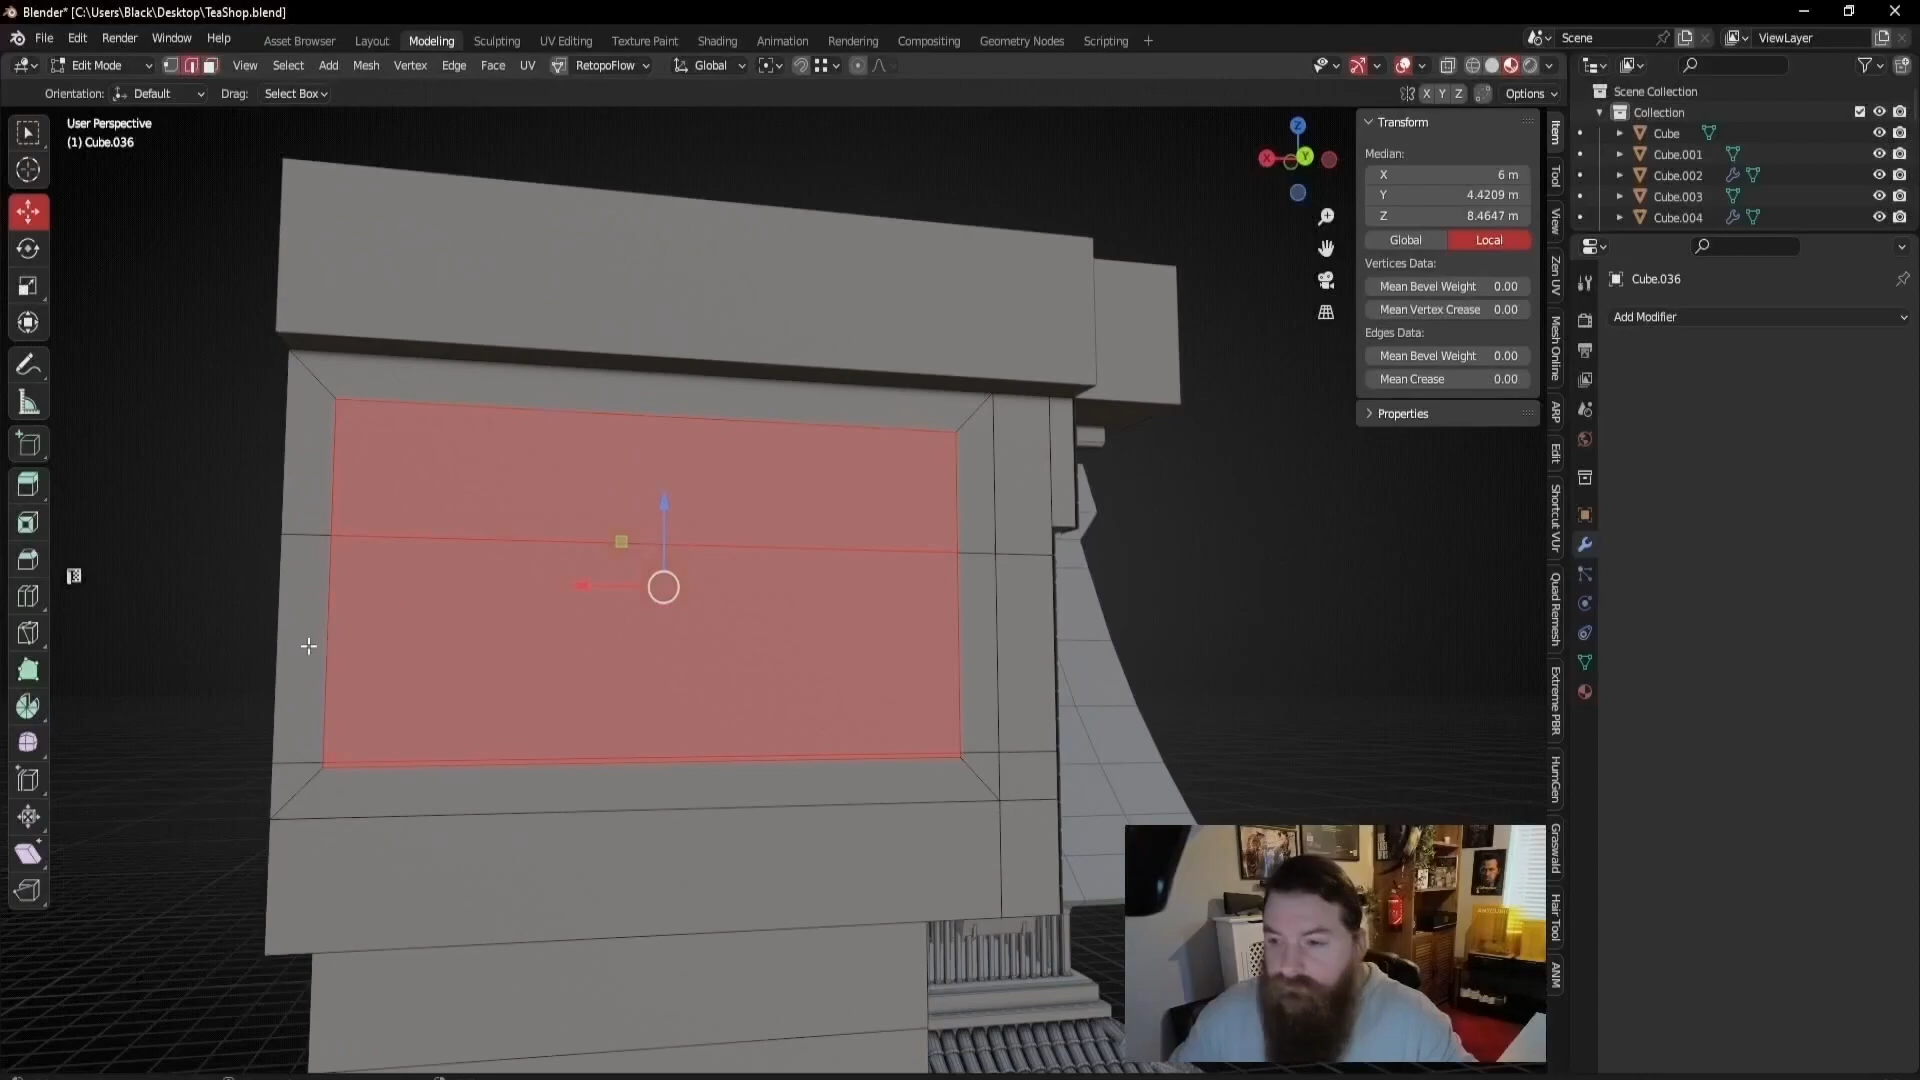 Blender* [C:\Users\Black\Desktop\TeaShop.blend]
File Edit Render Window Help
Asset Browser Layout Modeling Sculpting UV Editing Texture Paint Shading Animation Rendering Compositing Geometry Nodes Scripting +
Scene
ViewLayer
Edit Mode
View Select Add Mesh Vertex Edge Face UV
RetopoFlow
Global
Orientation: Default Drag: Select Box
X Y Z Options
User Perspective
(1) Cube.036
Z
X
Y
Transform
Median:
X 6 m
Y 4.4209 m
Z 8.4647 m
Global Local
Vertices Data:
Mean Bevel Weight 0.00
Mean Vertex Crease 0.00
Edges Data:
Mean Bevel Weight 0.00
Mean Crease 0.00
Properties
Item
Tool
View
Zen UV
Mesh Online
ARP
Edit
Shortcut VUr
Quad Remesh
Extreme PBR
HumGen
Graswald
Hair Tool
ANM
Scene Collection
Collection
Cube
Cube.001
Cube.002
Cube.003
Cube.004
Cube.036
Add Modifier